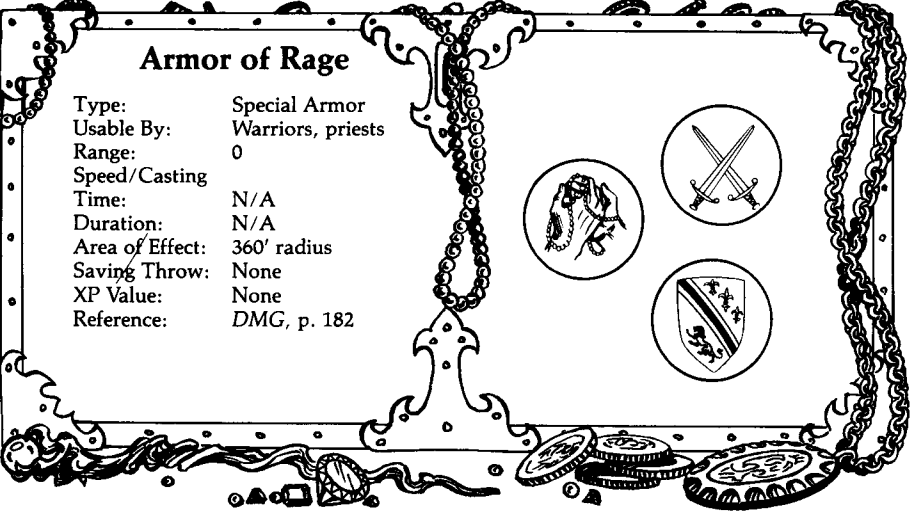 Armor of Rage
Type: Special Armor
Usable By: Warriors, priests
Range: 0
Speed/Casting
Time: N/A
Duration: N/A
Area of Effect: 360' radius
Saving Throw: None
XP Value: None
Reference: DMG, p. 182